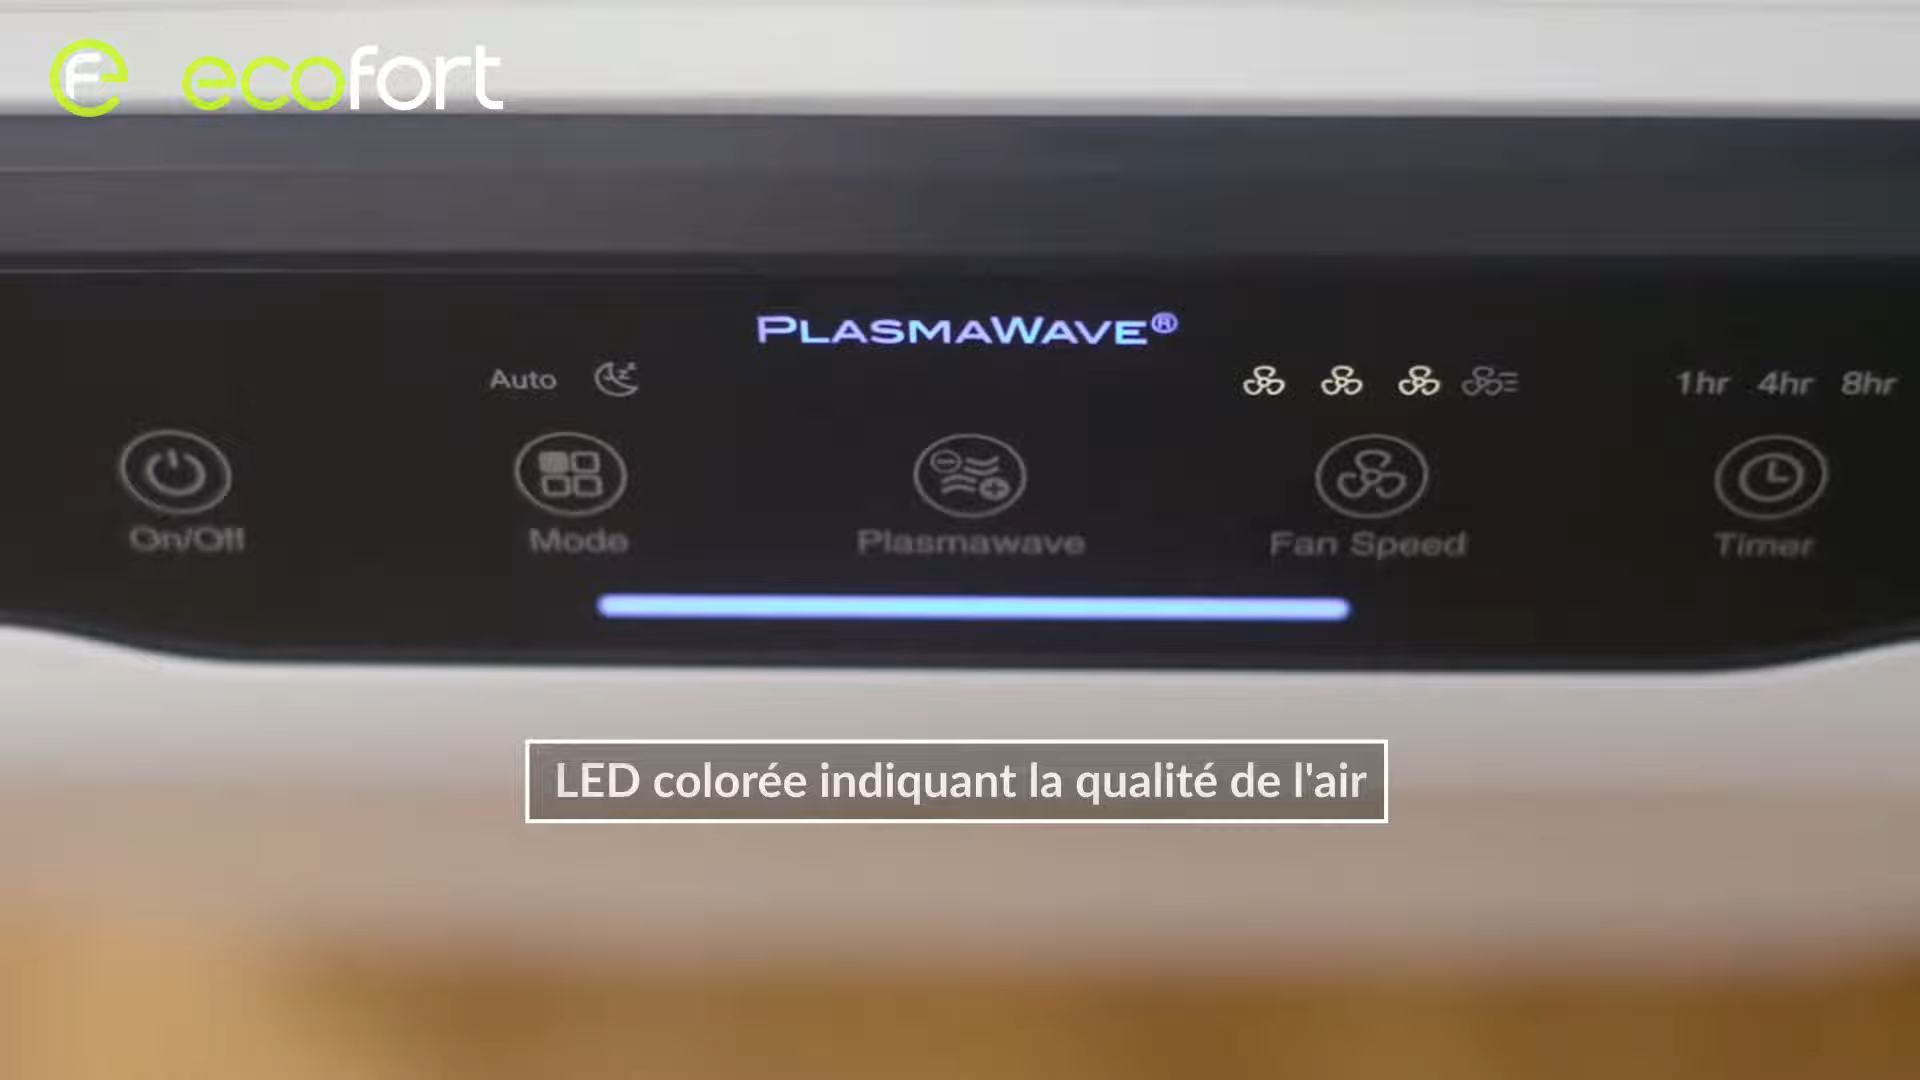 ecofort
PLASMAWAVE®
Auto
1hr 4hr 8hr
On/Off
Mode
Plasmawave
Fan Speed
Timer
LED colorée indiquant la qualité de l'air